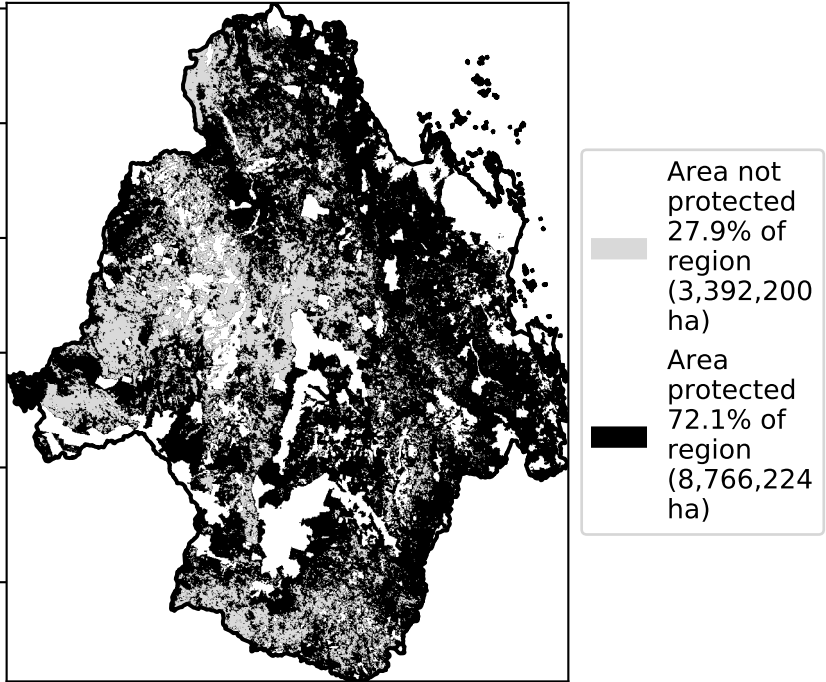 Area not
protected
27.9% of
region
(3,392,200
ha)
Area
protected
72.1% of
region
(8,766,224
ha)